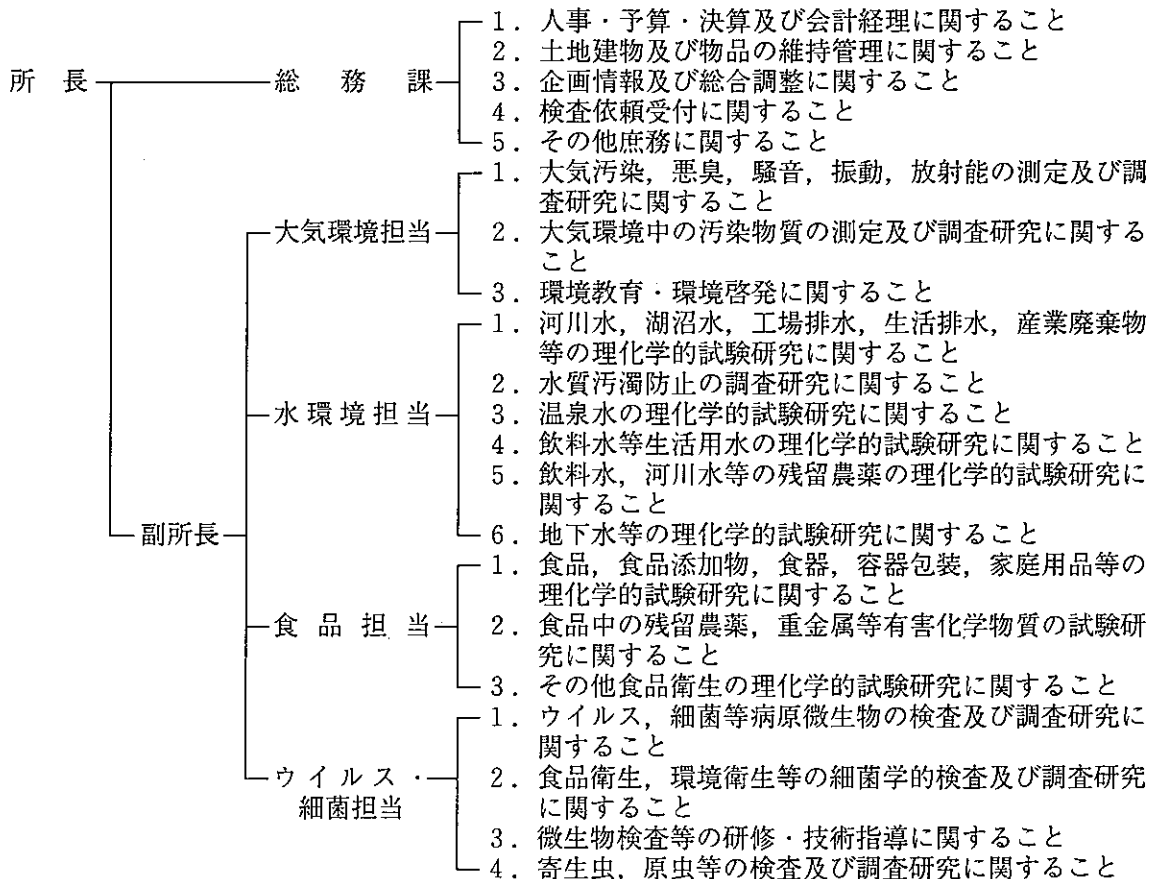 所長
総務課
1．人事・予算・決算及び会計経理に関すること
2．土地建物及び物品の維持管理に関すること
3．企画情報及び総合調整に関すること
4．検査依頼受付に関すること
5．その他庶務に関すること
副所長
大気環境担当
1．大気汚染，悪臭，騒音，振動，放射能の測定及び調
査研究に関すること
2．大気環境中の汚染物質の測定及び調査研究に関する
こと
3．環境教育・環境啓発に関すること
水環境担当
1．河川水，湖沼水，工場排水，生活排水，産業廃棄物
等の理化学的試験研究に関すること
2．水質汚濁防止の調査研究に関すること
3．温泉水の理化学的試験研究に関すること
4．飲料水等生活用水の理化学的試験研究に関すること
5．飲料水，河川水等の残留農薬の理化学的試験研究に
関すること
6．地下水等の理化学的試験研究に関すること
食品担当
1．食品，食品添加物，食器，容器包装，家庭用品等の
理化学的試験研究に関すること
2．食品中の残留農薬，重金属等有害化学物質の試験研
究に関すること
3．その他食品衛生の理化学的試験研究に関すること
ウイルス・
細菌担当
1．ウイルス，細菌等病原微生物の検査及び調査研究に
関すること
2．食品衛生，環境衛生等の細菌学的検査及び調査研究
に関すること
3．微生物検査等の研修・技術指導に関すること
4．寄生虫，原虫等の検査及び調査研究に関すること